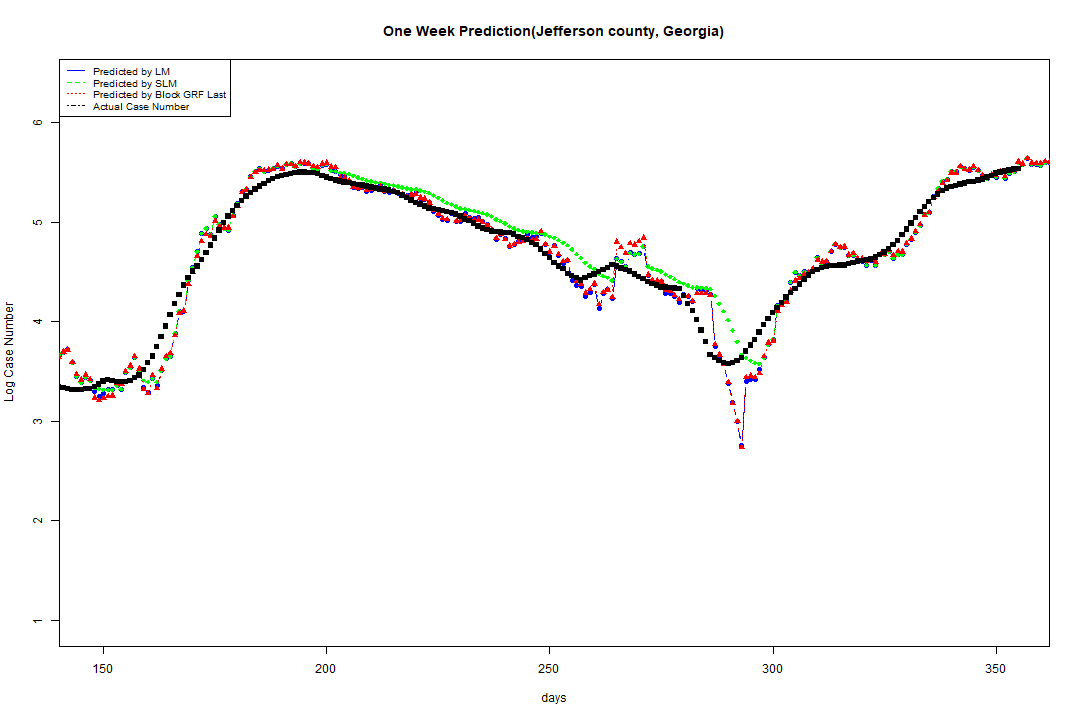 One Week Prediction(Jefferson county, Georgia)
Predicted by LM
Predicted by SLM
Predicted by Block GRF Last
Actual Case Number
6
5
4
3
2
1
Log Case Number
150 200 250 300 350
days